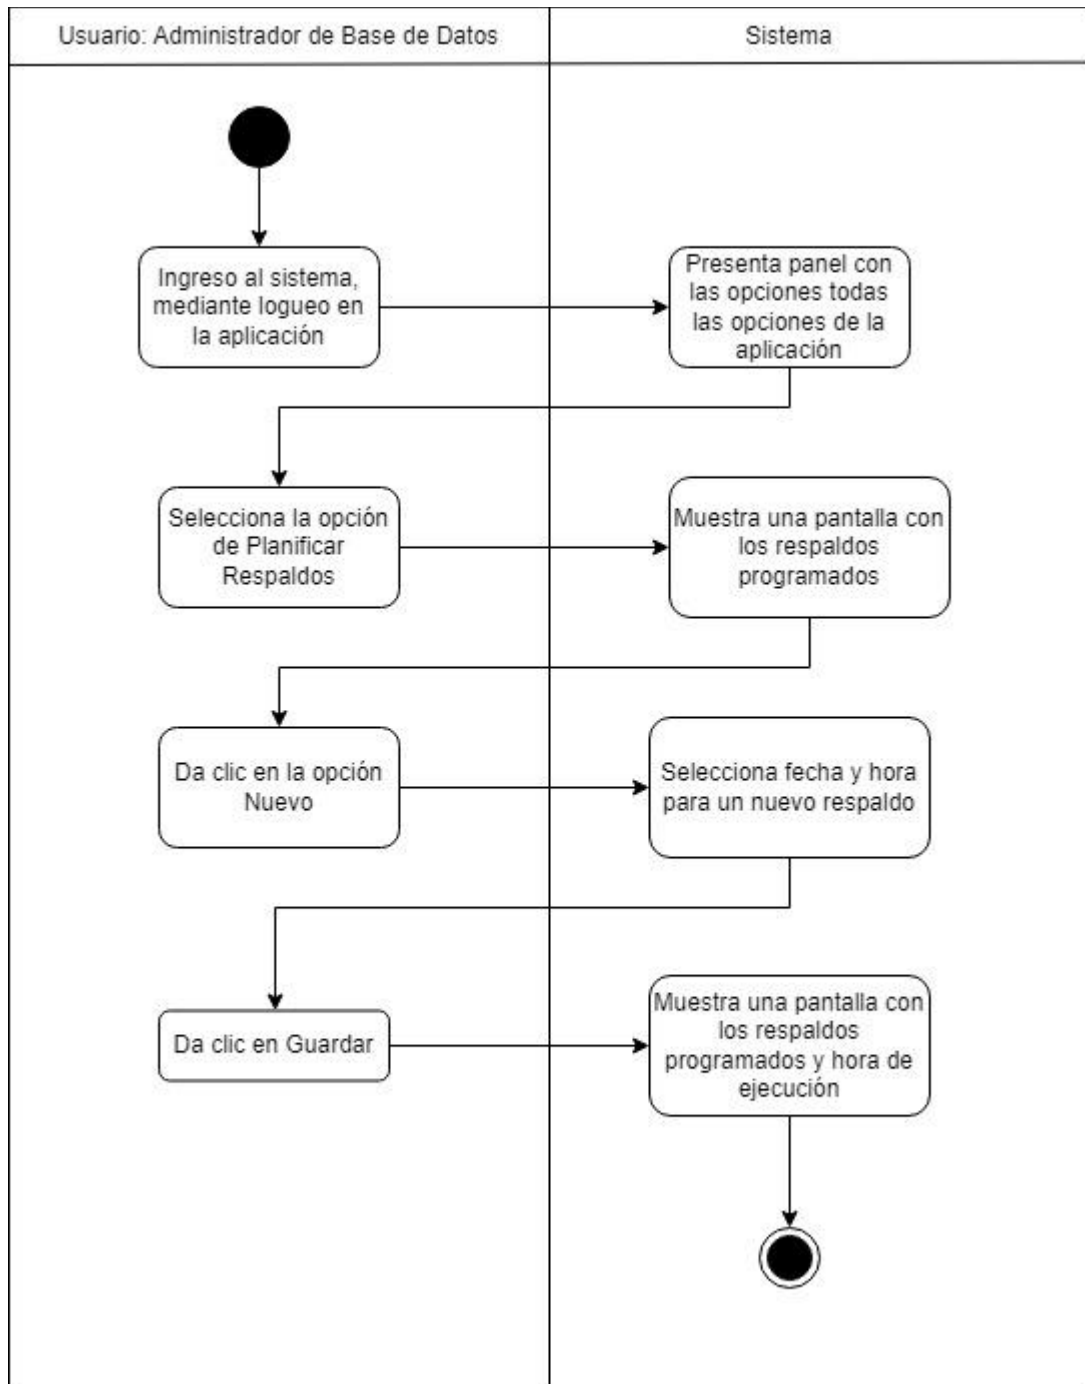 Usuario: Administrador de Base de Datos
Sistema
Ingreso al sistema,
mediante logueo en
la aplicación
Presenta panel con
las opciones todas
las opciones de la
aplicación
Selecciona la opción
de Planificar
Respaldos
Muestra una pantalla con
los respaldos
programados
Da clic en la opción
Nuevo
Selecciona fecha y hora
para un nuevo respaldo
Da clic en Guardar
Muestra una pantalla con
los respaldos
programados y hora de
ejecución